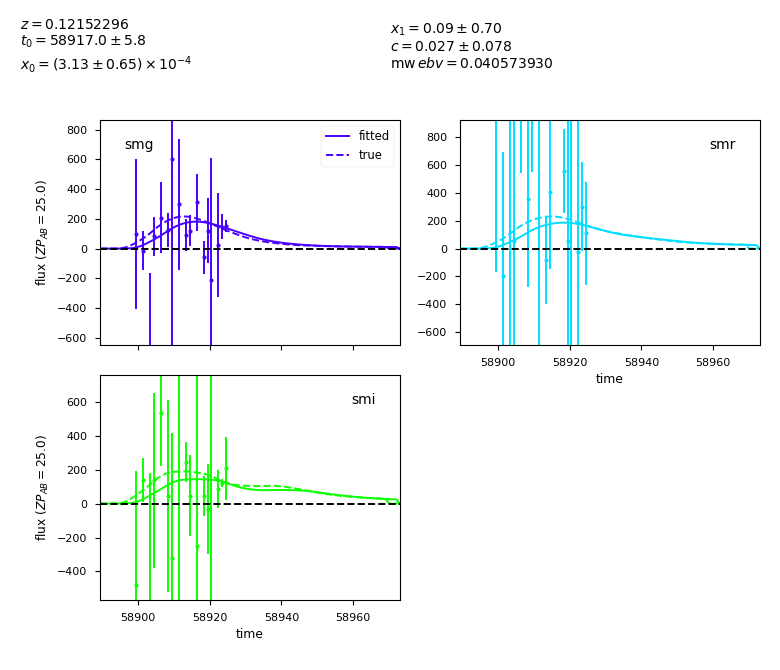 z = 0.12152296
t₀ = 58917.0 ± 5.8
x₀ = (3.13 ± 0.65) × 10⁻⁴
x₁ = 0.09 ± 0.70
c = 0.027 ± 0.078
mw ebv = 0.040573930
smg
fitted
true
800
600
400
200
0
−200
−400
−600
flux (ZP_AB = 25.0)
smr
800
600
400
200
0
−200
−400
−600
58900 58920 58940 58960
time
smi
600
400
200
0
−200
−400
flux (ZP_AB = 25.0)
58900 58920 58940 58960
time